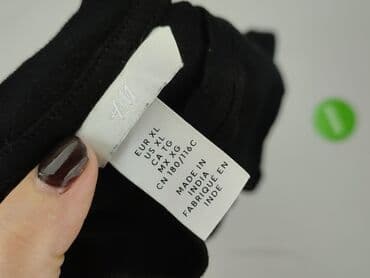 H&M
EUR XL
US XL
CA TG
MX XG
CN 180/116C
MADE IN
INDIA
FABRIQUE EN
INDE